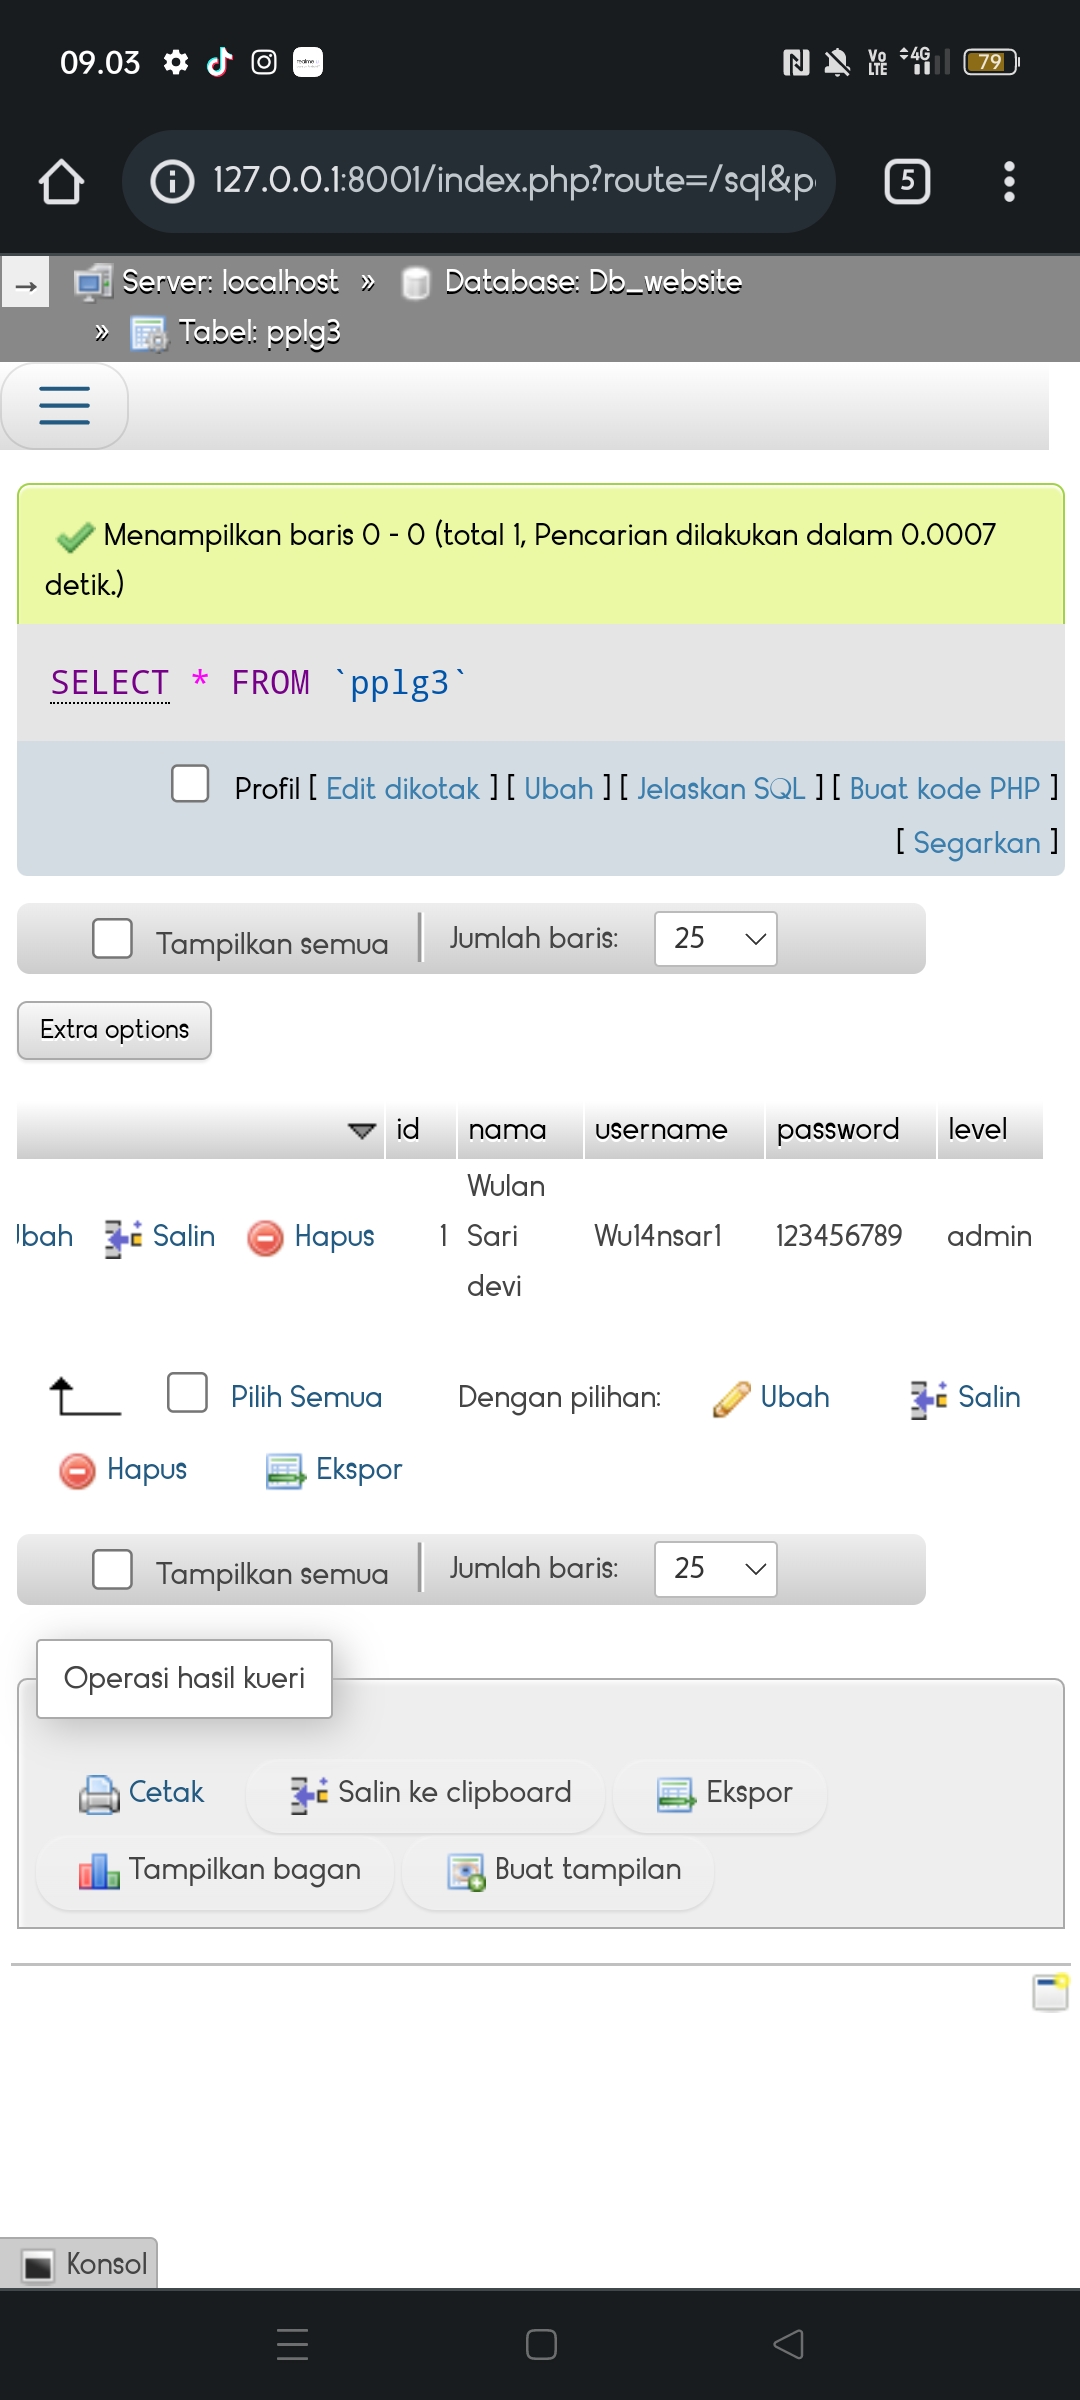 09.03
Vo LTE 4G 79
127.0.0.1:8001/index.php?route=/sql&p
5
→ Server: localhost » Database: Db_website
» Tabel: pplg3
Menampilkan baris 0 - 0 (total 1, Pencarian dilakukan dalam 0.0007
detik.)
SELECT * FROM `pplg3`
Profil [ Edit dikotak ] [ Ubah ] [ Jelaskan SQL ] [ Buat kode PHP ]
[ Segarkan ]
Tampilkan semua Jumlah baris: 25
Extra options
id nama username password level
Wulan
Ubah Salin Hapus 1 Sari Wu14nsar1 123456789 admin
devi
Pilih Semua Dengan pilihan: Ubah Salin
Hapus Ekspor
Tampilkan semua Jumlah baris: 25
Operasi hasil kueri
Cetak Salin ke clipboard Ekspor
Tampilkan bagan Buat tampilan
Konsol